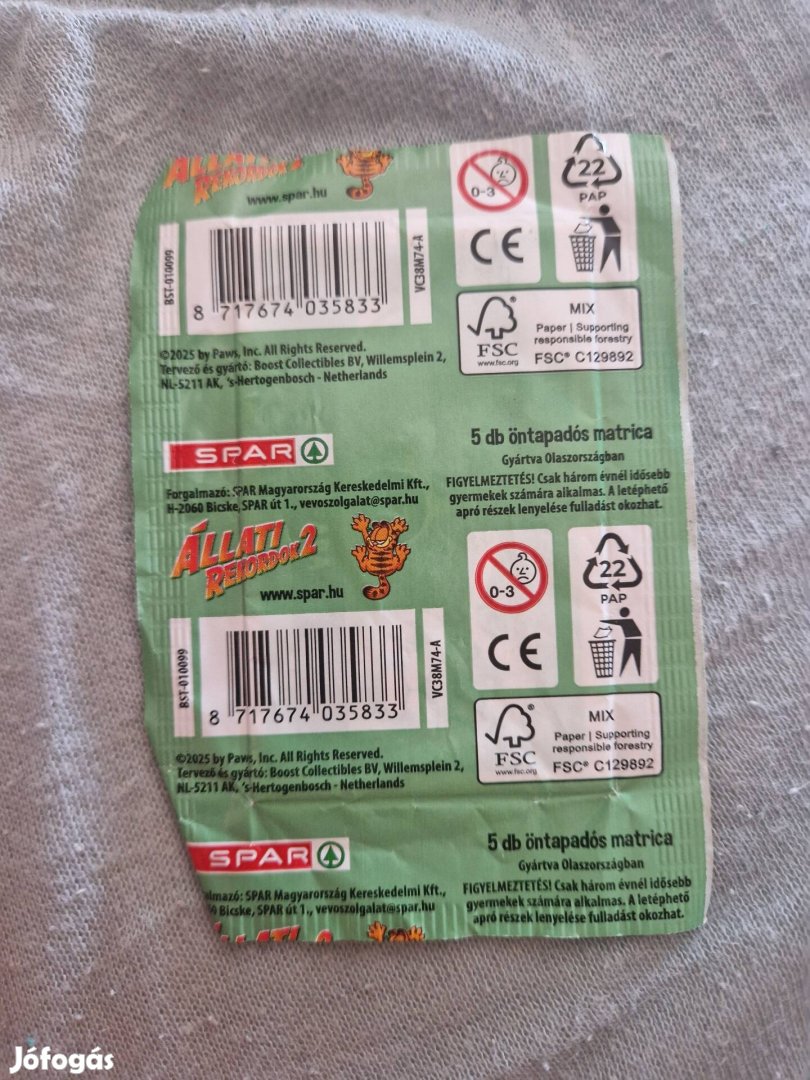 ÁLLATI
REKORDOK 2
www.spar.hu
BST-010099
8 717674 035833
VC38M74-A
0-3
CE
22
PAP
FSC®
www.fsc.org
MIX
Paper | Supporting
responsible forestry
FSC® C129892
©2025 by Paws, Inc. All Rights Reserved.
Tervező és gyártó: Boost Collectibles BV, Willemsplein 2,
NL-5211 AK, ‘s-Hertogenbosch - Netherlands
SPAR
Forgalmazó: SPAR Magyarország Kereskedelmi Kft.,
H-2060 Bicske, SPAR út 1., vevoszolgalat@spar.hu
5 db öntapadós matrica
Gyártva Olaszországban
FIGYELMEZTETÉS! Csak három évnél idősebb
gyermekek számára alkalmas. A letéphető
apró részek lenyelése fulladást okozhat.
ÁLLATI
REKORDOK 2
www.spar.hu
BST-010099
8 717674 035833
VC38M74-A
0-3
CE
22
PAP
FSC®
www.fsc.org
MIX
Paper | Supporting
responsible forestry
FSC® C129892
©2025 by Paws, Inc. All Rights Reserved.
Tervező és gyártó: Boost Collectibles BV, Willemsplein 2,
NL-5211 AK, ‘s-Hertogenbosch - Netherlands
SPAR
galmazó: SPAR Magyarország Kereskedelmi Kft.,
Bicske, SPAR út 1., vevoszolgalat@spar.hu
5 db öntapadós matrica
Gyártva Olaszországban
FIGYELMEZTETÉS! Csak három évnél idősebb
gyermekek számára alkalmas. A letéphető
apró részek lenyelése fulladást okozhat.
Jófogás